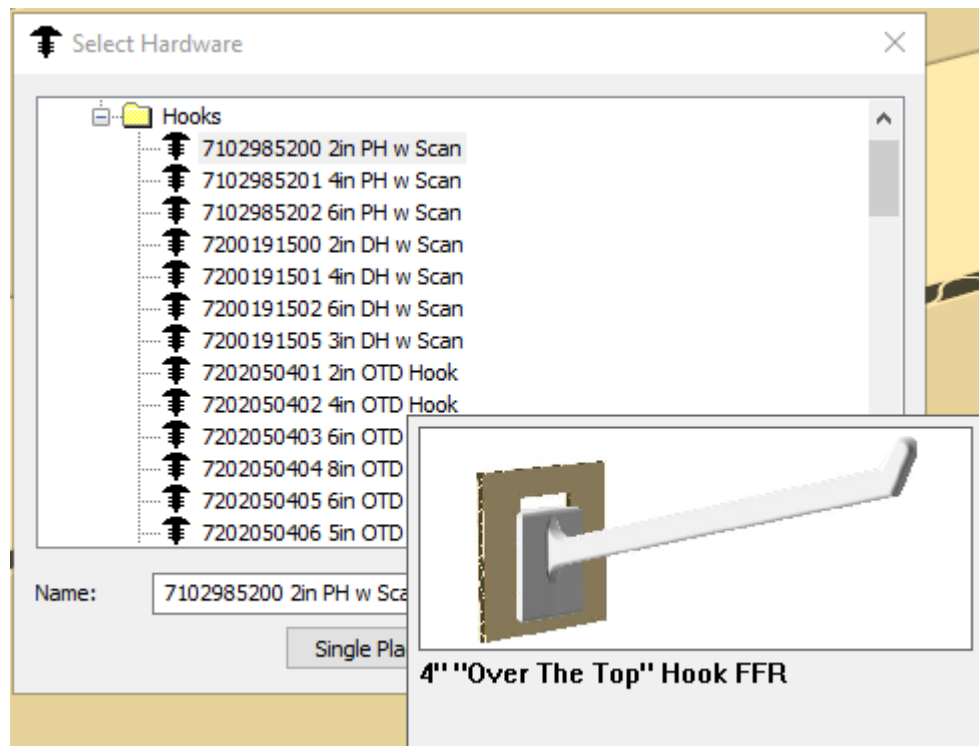 Select Hardware
Hooks
7102985200 2in PH w Scan
7102985201 4in PH w Scan
7102985202 6in PH w Scan
7200191500 2in DH w Scan
7200191501 4in DH w Scan
7200191502 6in DH w Scan
7200191505 3in DH w Scan
7202050401 2in OTD Hook
7202050402 4in OTD Hook
7202050403 6in OTD
7202050404 8in OTD
7202050405 6in OTD
7202050406 5in OTD
Name: 7102985200 2in PH w Sca
Single Pla
4" "Over The Top" Hook FFR